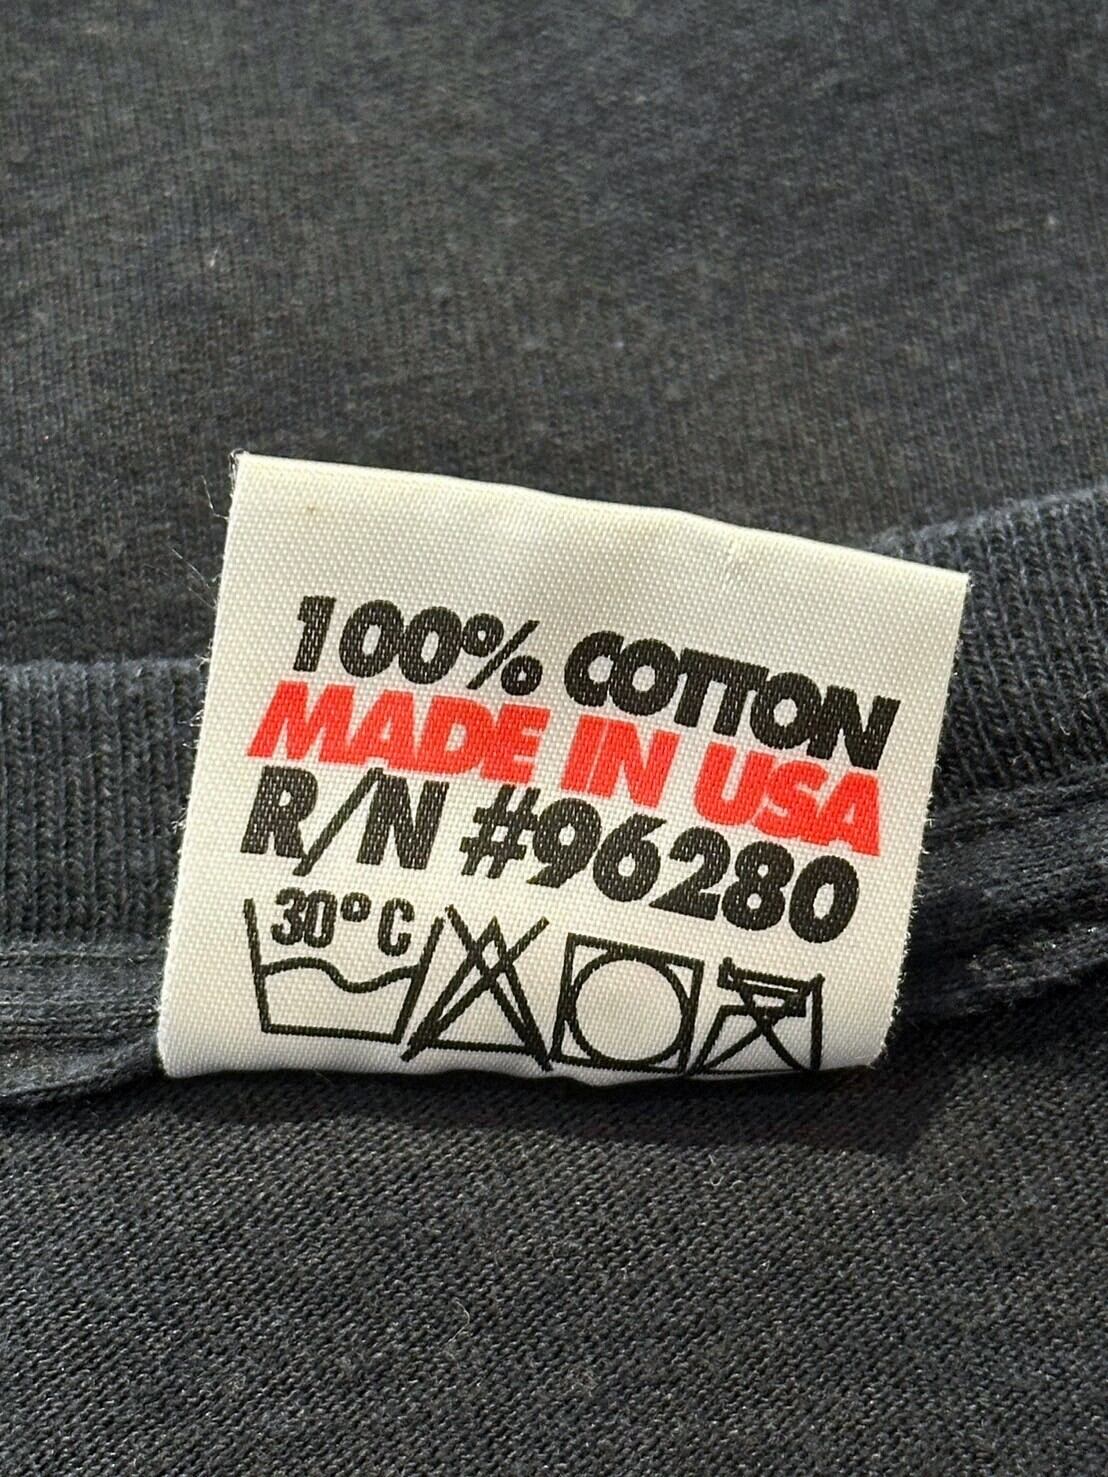 100% COTTON
MADE IN USA
R/N #96280
30°C